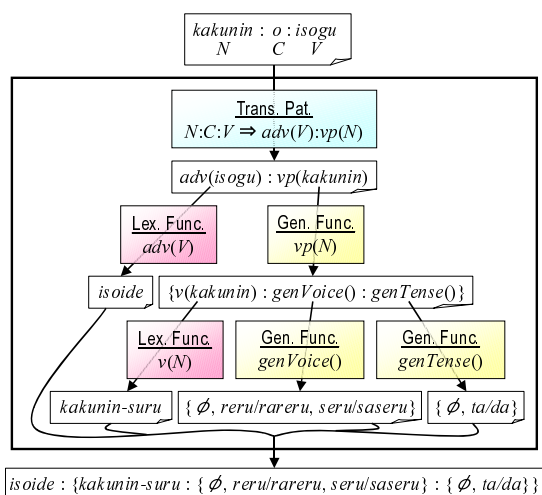 kakunin : o : isogu
N C V
Trans. Pat.
N:C:V ⇒ adv(V):vp(N)
adv(isogu) : vp(kakunin)
Lex. Func.
adv(V)
Gen. Func.
vp(N)
isoide
{v(kakunin) : genVoice() : genTense()}
Lex. Func.
v(N)
Gen. Func.
genVoice()
Gen. Func.
genTense()
kakunin-suru
{ϕ, reru/rareru, seru/saseru}
{ϕ, ta/da}
isoide : {kakunin-suru : {ϕ, reru/rareru, seru/saseru} : {ϕ, ta/da}}